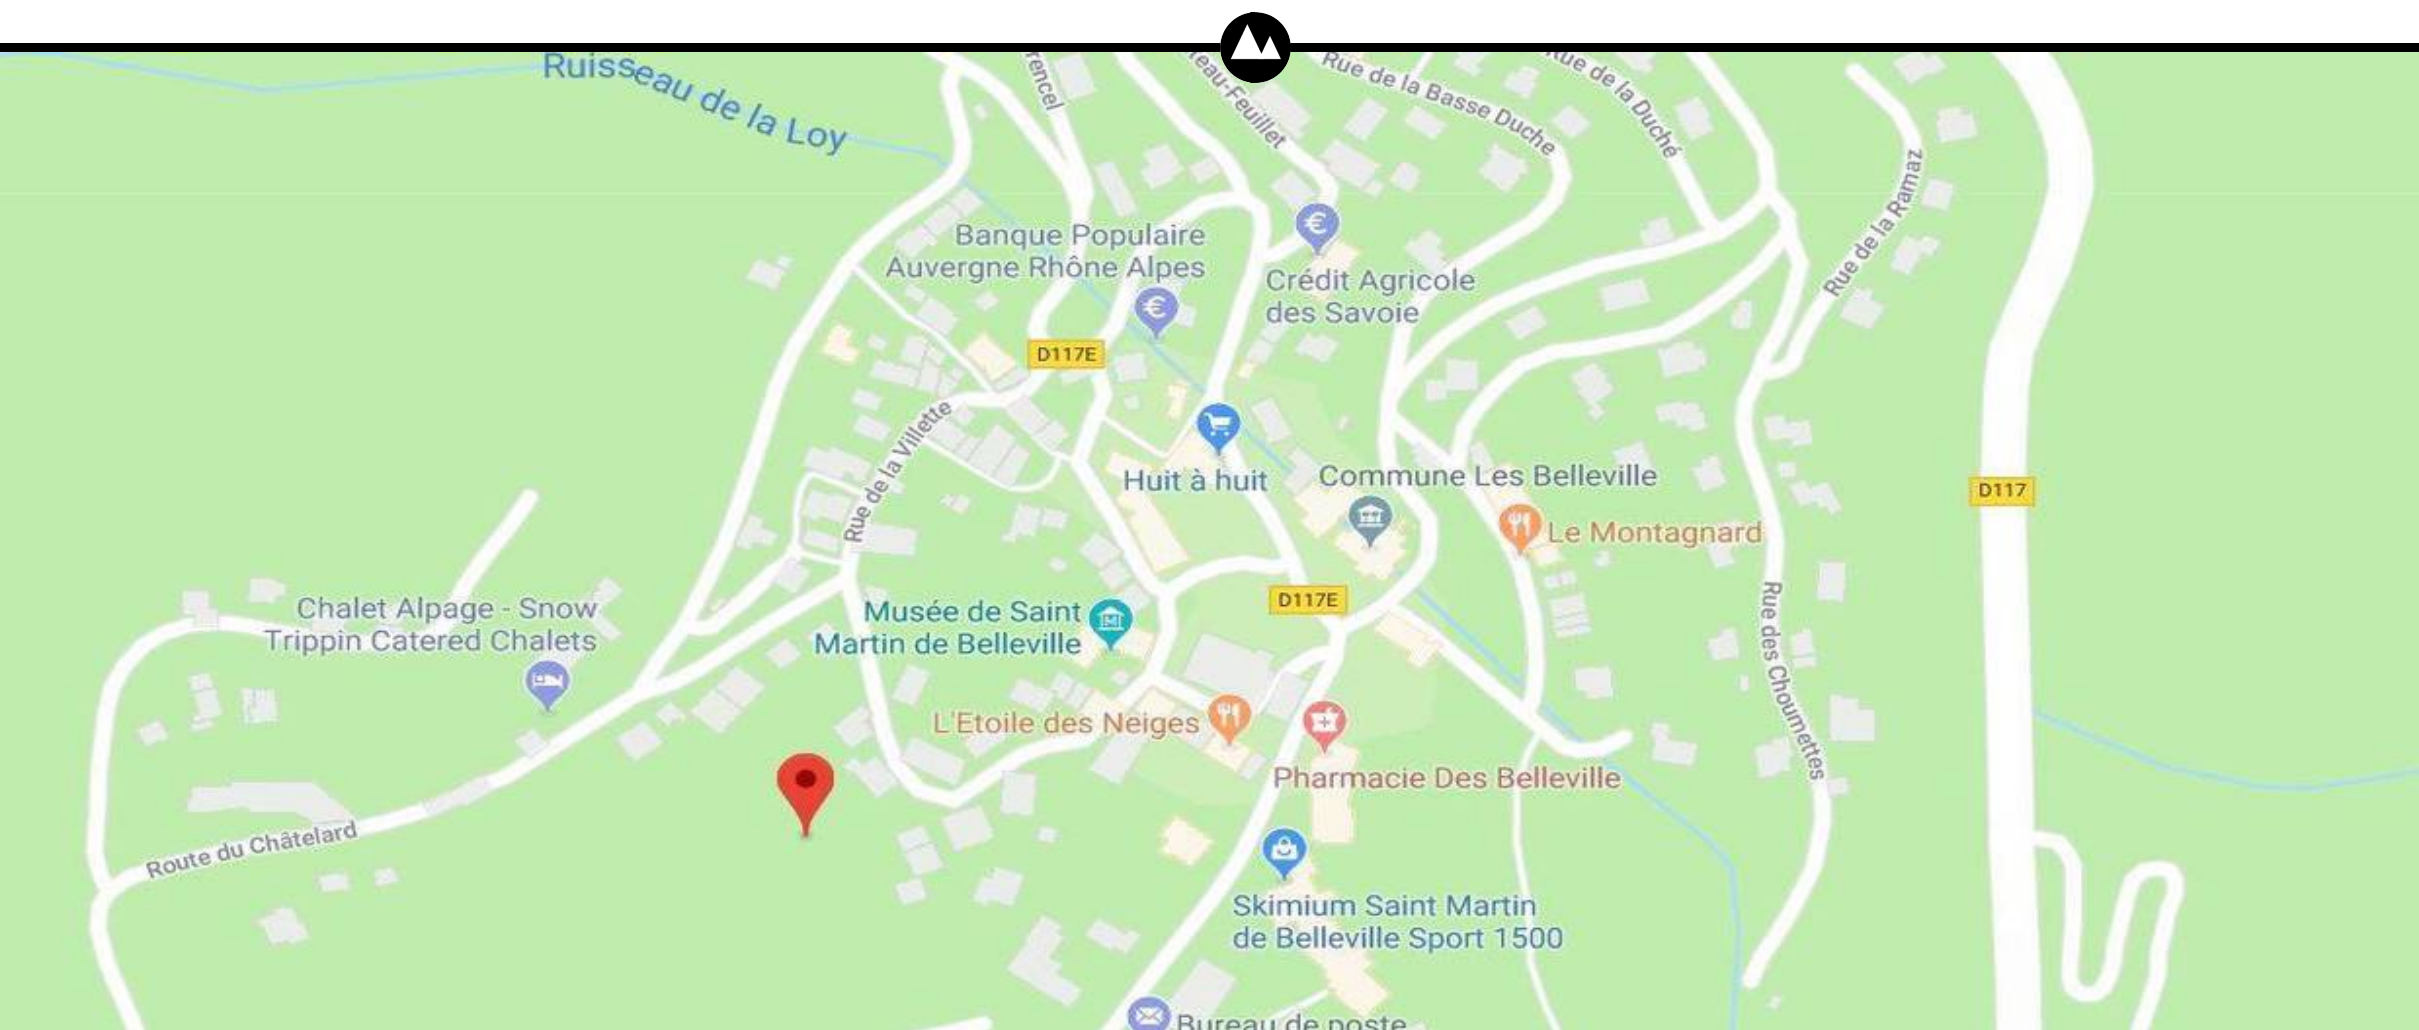 Ruisseau de la Loy
Rue de la Basse Duche
Rue de la Duché
Rue de la Ramaz
Banque Populaire
Auvergne Rhône Alpes
Crédit Agricole
des Savoie
D117E
Rue de la Villette
Huit à huit
Commune Les Belleville
D117
Le Montagnard
Chalet Alpage - Snow
Trippin Catered Chalets
Musée de Saint
Martin de Belleville
D117E
Rue des Choumettes
L'Etoile des Neiges
Pharmacie Des Belleville
Route du Châtelard
Skimium Saint Martin
de Belleville Sport 1500
Bureau de poste